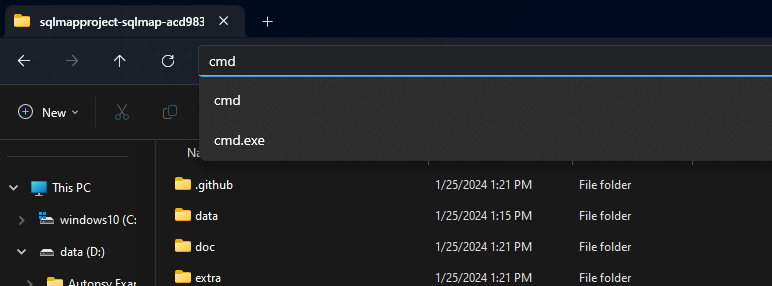 sqlmapproject-sqlmap-acd983
cmd
cmd
New
cmd.exe
Na
This PC
.github 1/25/2024 1:21 PM File folder
windows10 (C:
data 1/25/2024 1:15 PM File folder
data (D:)
doc 1/25/2024 1:21 PM File folder
Autopsy Exa
extra 1/25/2024 1:21 PM File folder